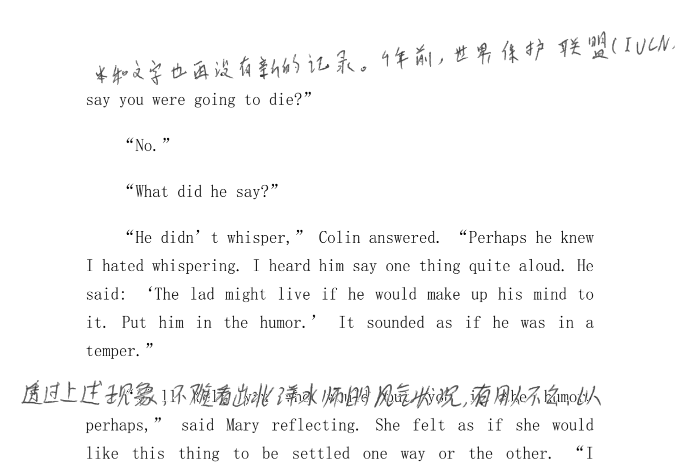 和文字也再没有新的记录。9年前，世界保护联盟(IUCN.
say you were going to die?”
“No.”
“What did he say?”
“He didn’t whisper,” Colin answered. “Perhaps he knew
I hated whispering. I heard him say one thing quite aloud. He
said: ‘The lad might live if he would make up his mind to
it. Put him in the humor.’ It sounded as if he was in a
temper.”
透过上述现象，不难看出
perhaps,” said Mary reflecting. She felt as if she would
like this thing to be settled one way or the other. “I